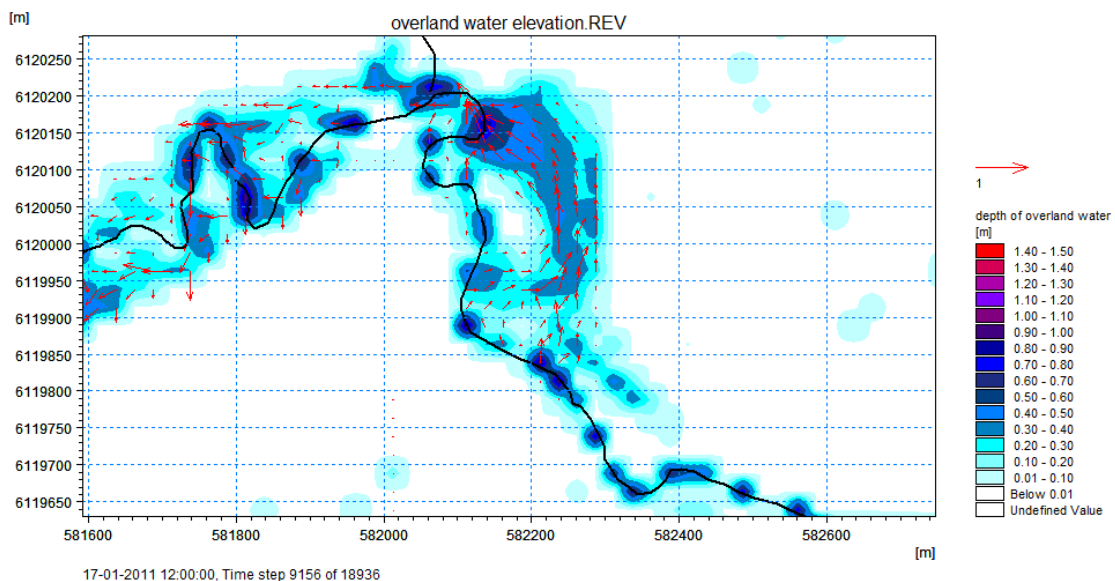 overland water elevation.REV
[m]
6120250
6120200
6120150
6120100
6120050
6120000
6119950
6119900
6119850
6119800
6119750
6119700
6119650
581600 581800 582000 582200 582400 582600
[m]
17-01-2011 12:00:00, Time step 9156 of 18936
1
depth of overland water
[m]
1.40 - 1.50
1.30 - 1.40
1.20 - 1.30
1.10 - 1.20
1.00 - 1.10
0.90 - 1.00
0.80 - 0.90
0.70 - 0.80
0.60 - 0.70
0.50 - 0.60
0.40 - 0.50
0.30 - 0.40
0.20 - 0.30
0.10 - 0.20
0.01 - 0.10
Below 0.01
Undefined Value